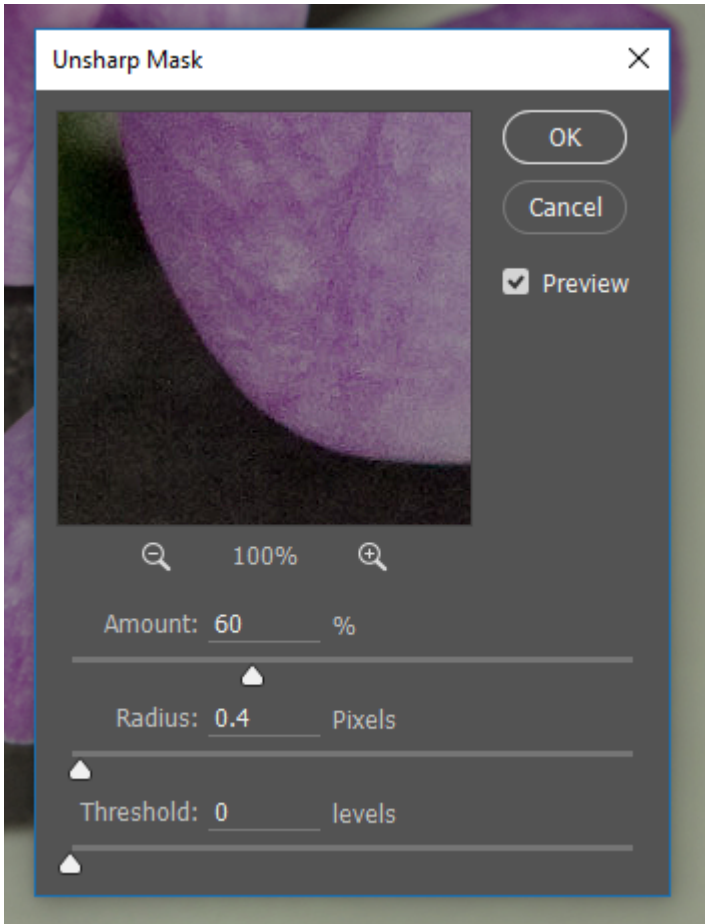 Unsharp Mask
OK
Cancel
Preview
100%
Amount: 60 %
Radius: 0.4 Pixels
Threshold: 0 levels